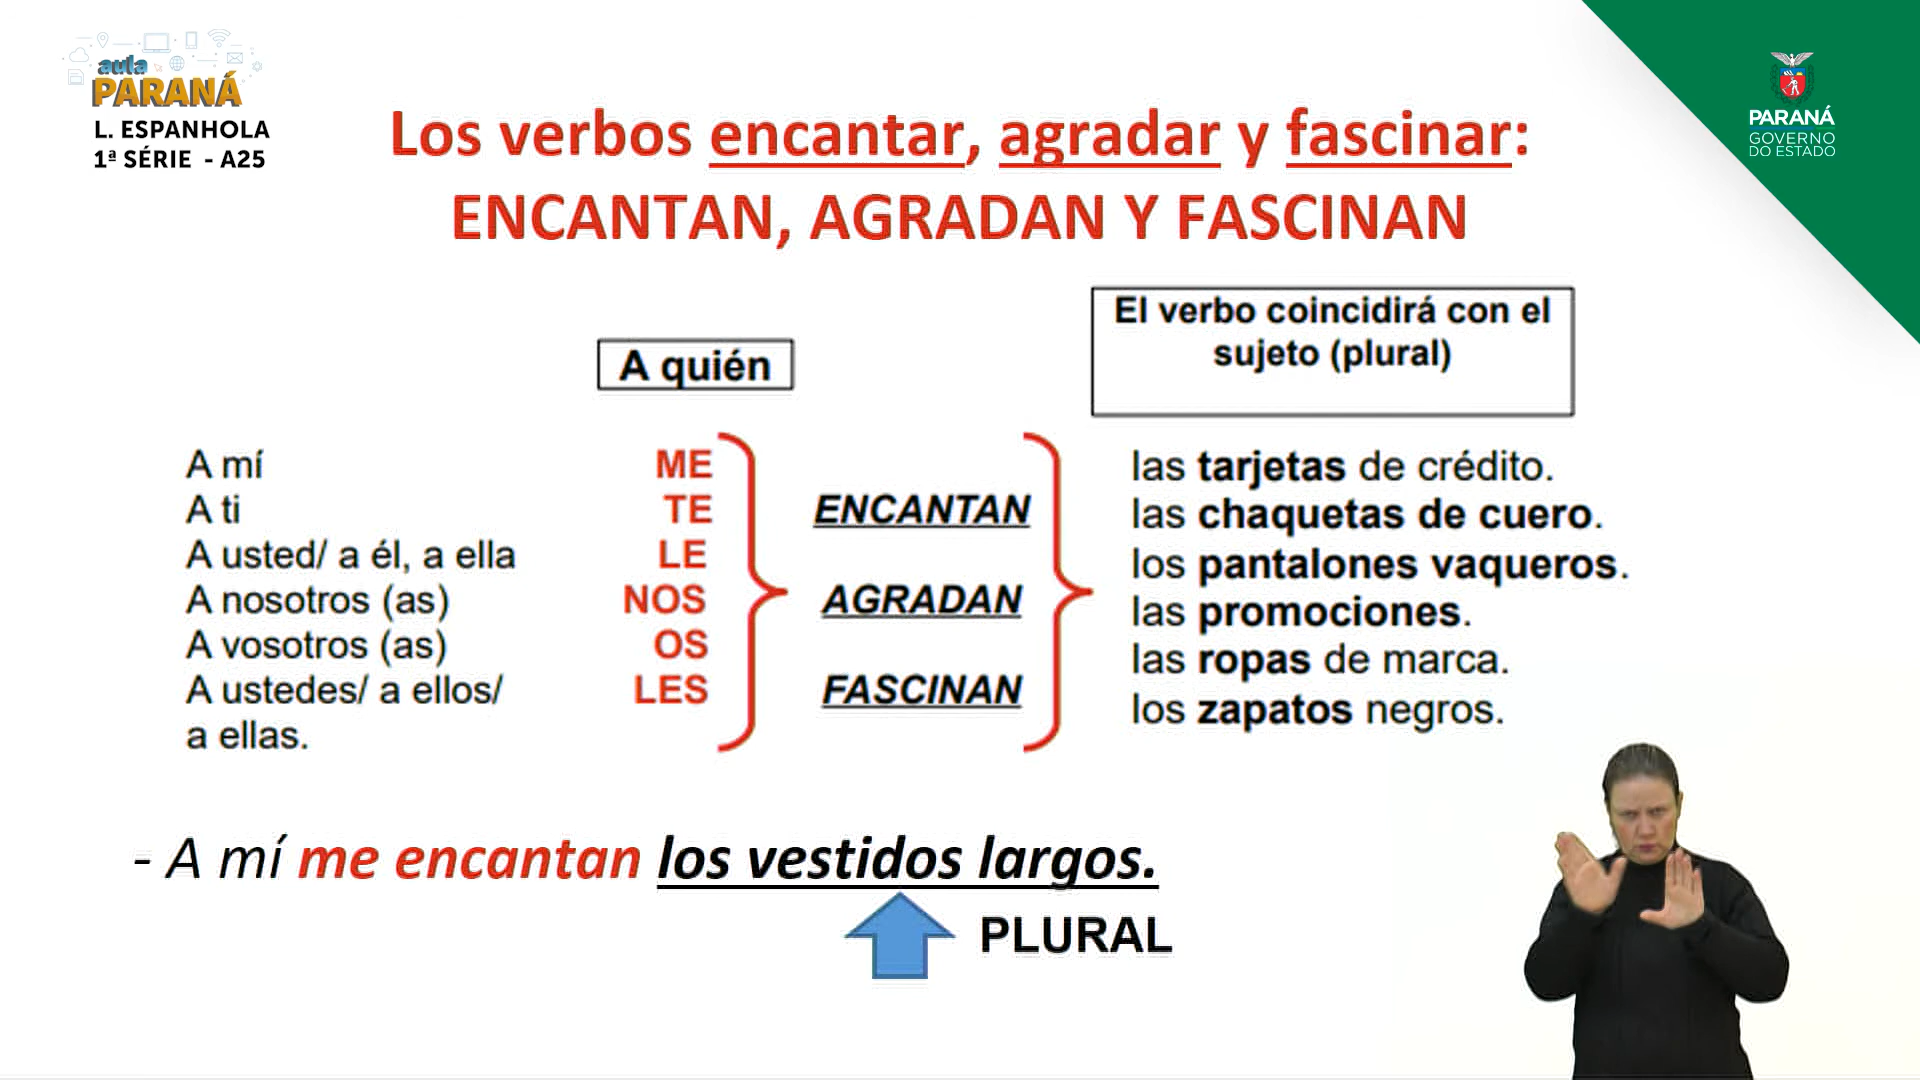 aula
PARANÁ
L. ESPANHOLA
1ª SÉRIE - A25
PARANÁ
GOVERNO
DO ESTADO
Los verbos encantar, agradar y fascinar:
ENCANTAN, AGRADAN Y FASCINAN
A quién
El verbo coincidirá con el
sujeto (plural)
A mí
A ti
A usted/ a él, a ella
A nosotros (as)
A vosotros (as)
A ustedes/ a ellos/
a ellas.
ME
TE
LE
NOS
OS
LES
ENCANTAN
AGRADAN
FASCINAN
las tarjetas de crédito.
las chaquetas de cuero.
los pantalones vaqueros.
las promociones.
las ropas de marca.
los zapatos negros.
- A mí me encantan los vestidos largos.
PLURAL